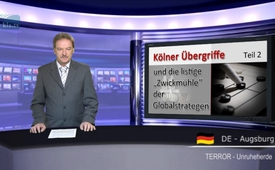 Kölner Übergriffe
Teil 2
und die listige
„Zwickmühle“
der
Globalstrategen
DE - Augsburg
TERROR - Unruheherde